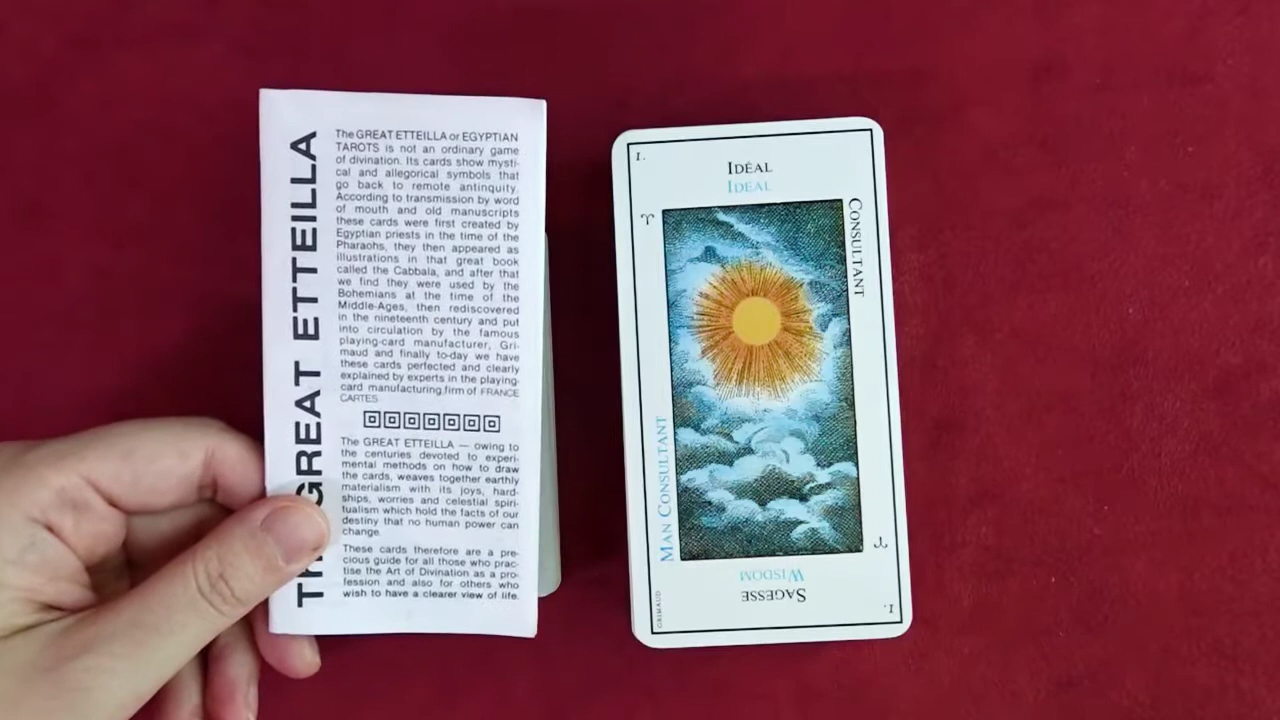 THE GREAT ETTEILLA
The GREAT ETTEILLA or EGYPTIAN
TAROTS is not an ordinary game
of divination. Its cards show mysti-
cal and allegorical symbols that
go back to remote antinquity.
According to transmission by word
of mouth and old manuscripts
these cards were first created by
Egyptian priests in the time of the
Pharaohs, they then appeared as
illustrations in that great book
called the Cabbala, and after that
we find they were used by the
Bohemians at the time of the
Middle-Ages, then rediscovered
in the nineteenth century and put
into circulation by the famous
playing-card manufacturer, Gri-
maud and finally to-day we have
these cards perfected and clearly
explained by experts in the playing-
card manufacturing firm of FRANCE
CARTES
The GREAT ETTEILLA — owing to
the centuries devoted to experi-
mental methods on how to draw
the cards, weaves together earthly
materialism with its joys, hard-
ships, worries and celestial spiri-
tualism which hold the facts of our
destiny that no human power can
change.
These cards therefore are a pre-
cious guide for all those who prac-
tise the Art of Divination as a pro-
fession and also for others who
wish to have a clearer view of life.
1.
IDÉAL
IDEAL
CONSULTANT
MAN CONSULTANT
WISDOM
SAGESSE
GRIMAUD
1.